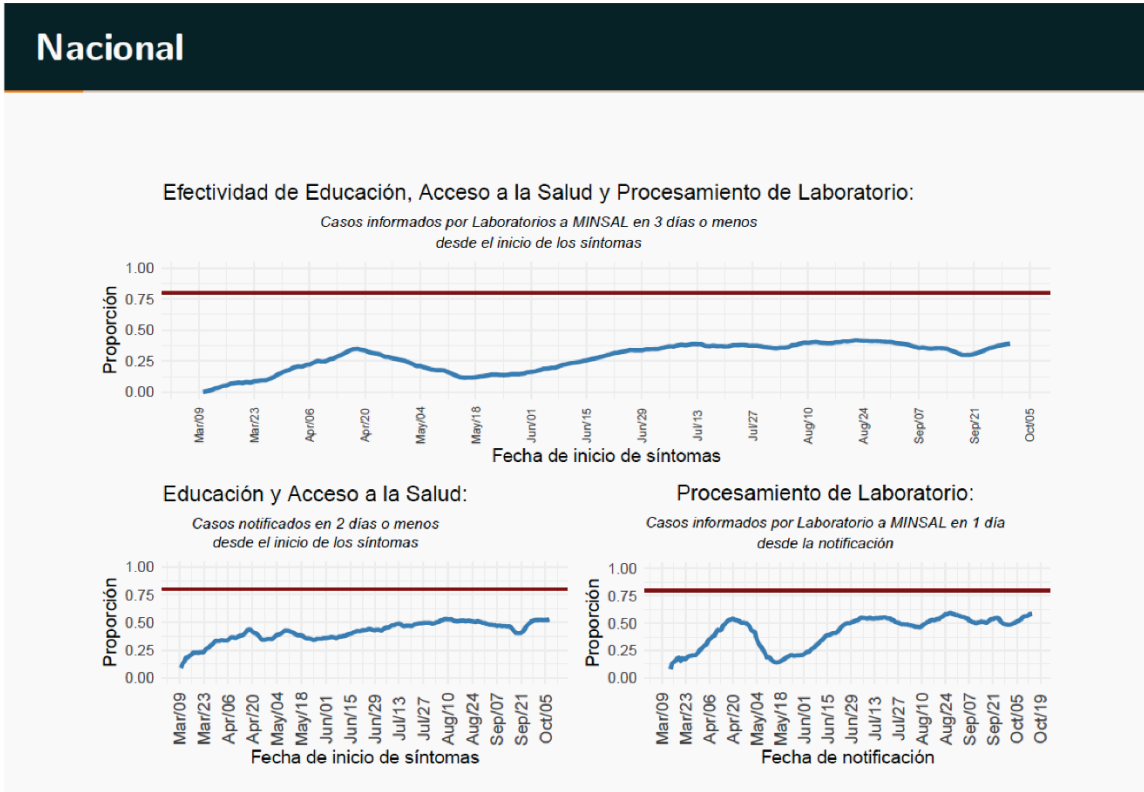 Nacional
Efectividad de Educación, Acceso a la Salud y Procesamiento de Laboratorio:
Casos informados por Laboratorios a MINSAL en 3 días o menos
desde el inicio de los síntomas
Proporción
1.00
0.75
0.50
0.25
0.00
Mar/09 Mar/23 Apr/06 Apr/20 May/04 May/18 Jun/01 Jun/15 Jun/29 Jul/13 Jul/27 Aug/10 Aug/24 Sep/07 Sep/21 Oct/05
Fecha de inicio de síntomas
Educación y Acceso a la Salud:
Casos notificados en 2 días o menos
desde el inicio de los síntomas
Proporción
1.00
0.75
0.50
0.25
0.00
Mar/09 Mar/23 Apr/06 Apr/20 May/04 May/18 Jun/01 Jun/15 Jun/29 Jul/13 Jul/27 Aug/10 Aug/24 Sep/07 Sep/21 Oct/05
Fecha de inicio de síntomas
Procesamiento de Laboratorio:
Casos informados por Laboratorio a MINSAL en 1 día
desde la notificación
Proporción
1.00
0.75
0.50
0.25
0.00
Mar/09 Mar/23 Apr/06 Apr/20 May/04 May/18 Jun/01 Jun/15 Jun/29 Jul/13 Jul/27 Aug/10 Aug/24 Sep/07 Sep/21 Oct/05 Oct/19
Fecha de notificación